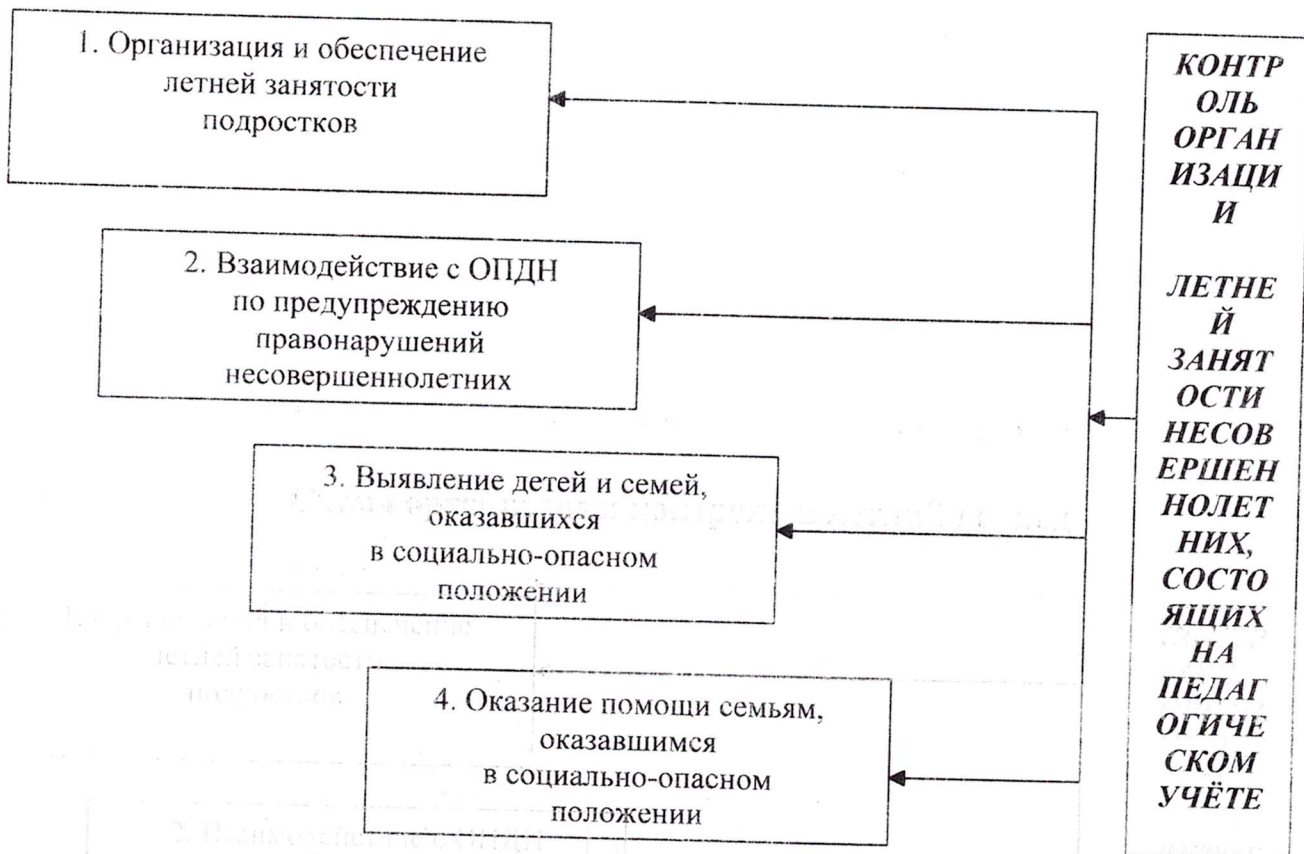 1. Организация и обеспечение
летней занятости
подростков
2. Взаимодействие с ОПДН
по предупреждению
правонарушений
несовершеннолетних
3. Выявление детей и семей,
оказавшихся
в социально-опасном
положении
4. Оказание помощи семьям,
оказавшимся
в социально-опасном
положении
КОНТР
ОЛЬ
ОРГАН
ИЗАЦИ
И
ЛЕТНЕ
Й
ЗАНЯТ
ОСТИ
НЕСОВ
ЕРШЕН
НОЛЕТ
НИХ,
СОСТО
ЯЩИХ
НА
ПЕДАГ
ОГИЧЕ
СКОМ
УЧЁТЕ